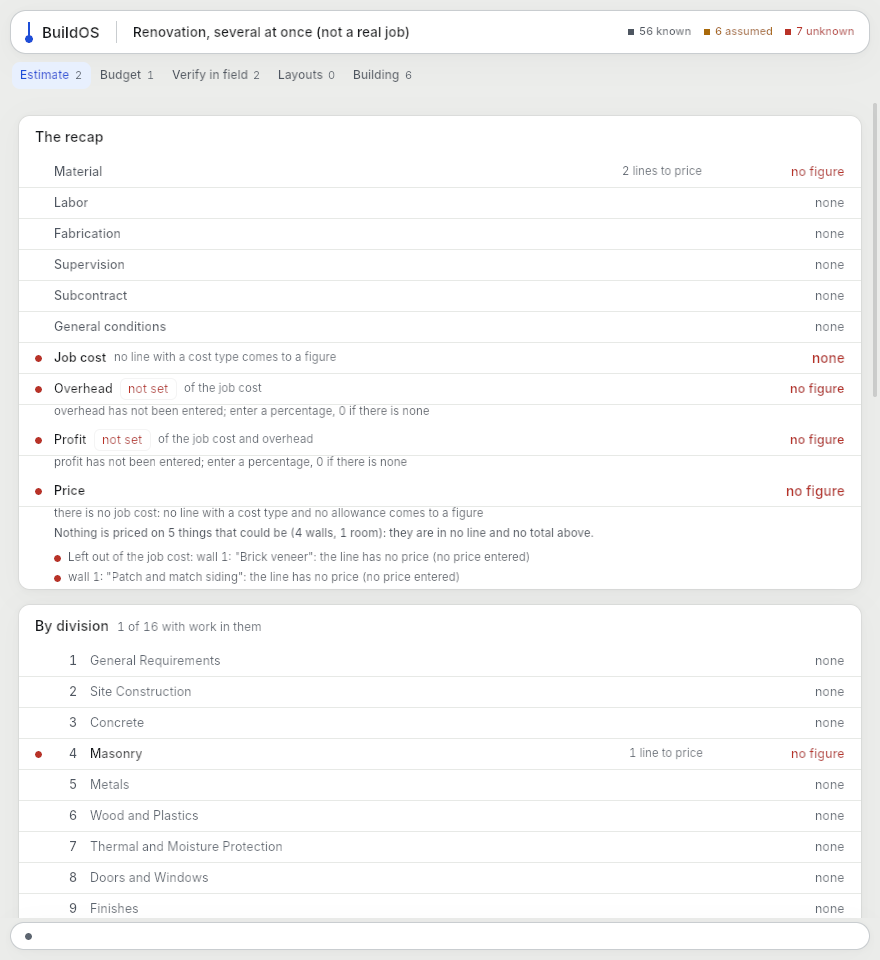 BuildOS Renovation, several at once (not a real job) 56 known 6 assumed 7 unknown
Estimate 2 Budget 1 Verify in field 2 Layouts 0 Building 6
The recap
Material 2 lines to price no figure
Labor none
Fabrication none
Supervision none
Subcontract none
General conditions none
Job cost no line with a cost type comes to a figure none
Overhead not set of the job cost no figure
overhead has not been entered; enter a percentage, 0 if there is none
Profit not set of the job cost and overhead no figure
profit has not been entered; enter a percentage, 0 if there is none
Price no figure
there is no job cost: no line with a cost type and no allowance comes to a figure
Nothing is priced on 5 things that could be (4 walls, 1 room): they are in no line and no total above.
Left out of the job cost: wall 1: "Brick veneer": the line has no price (no price entered)
wall 1: "Patch and match siding": the line has no price (no price entered)
By division 1 of 16 with work in them
1 General Requirements none
2 Site Construction none
3 Concrete none
4 Masonry 1 line to price no figure
5 Metals none
6 Wood and Plastics none
7 Thermal and Moisture Protection none
8 Doors and Windows none
9 Finishes none